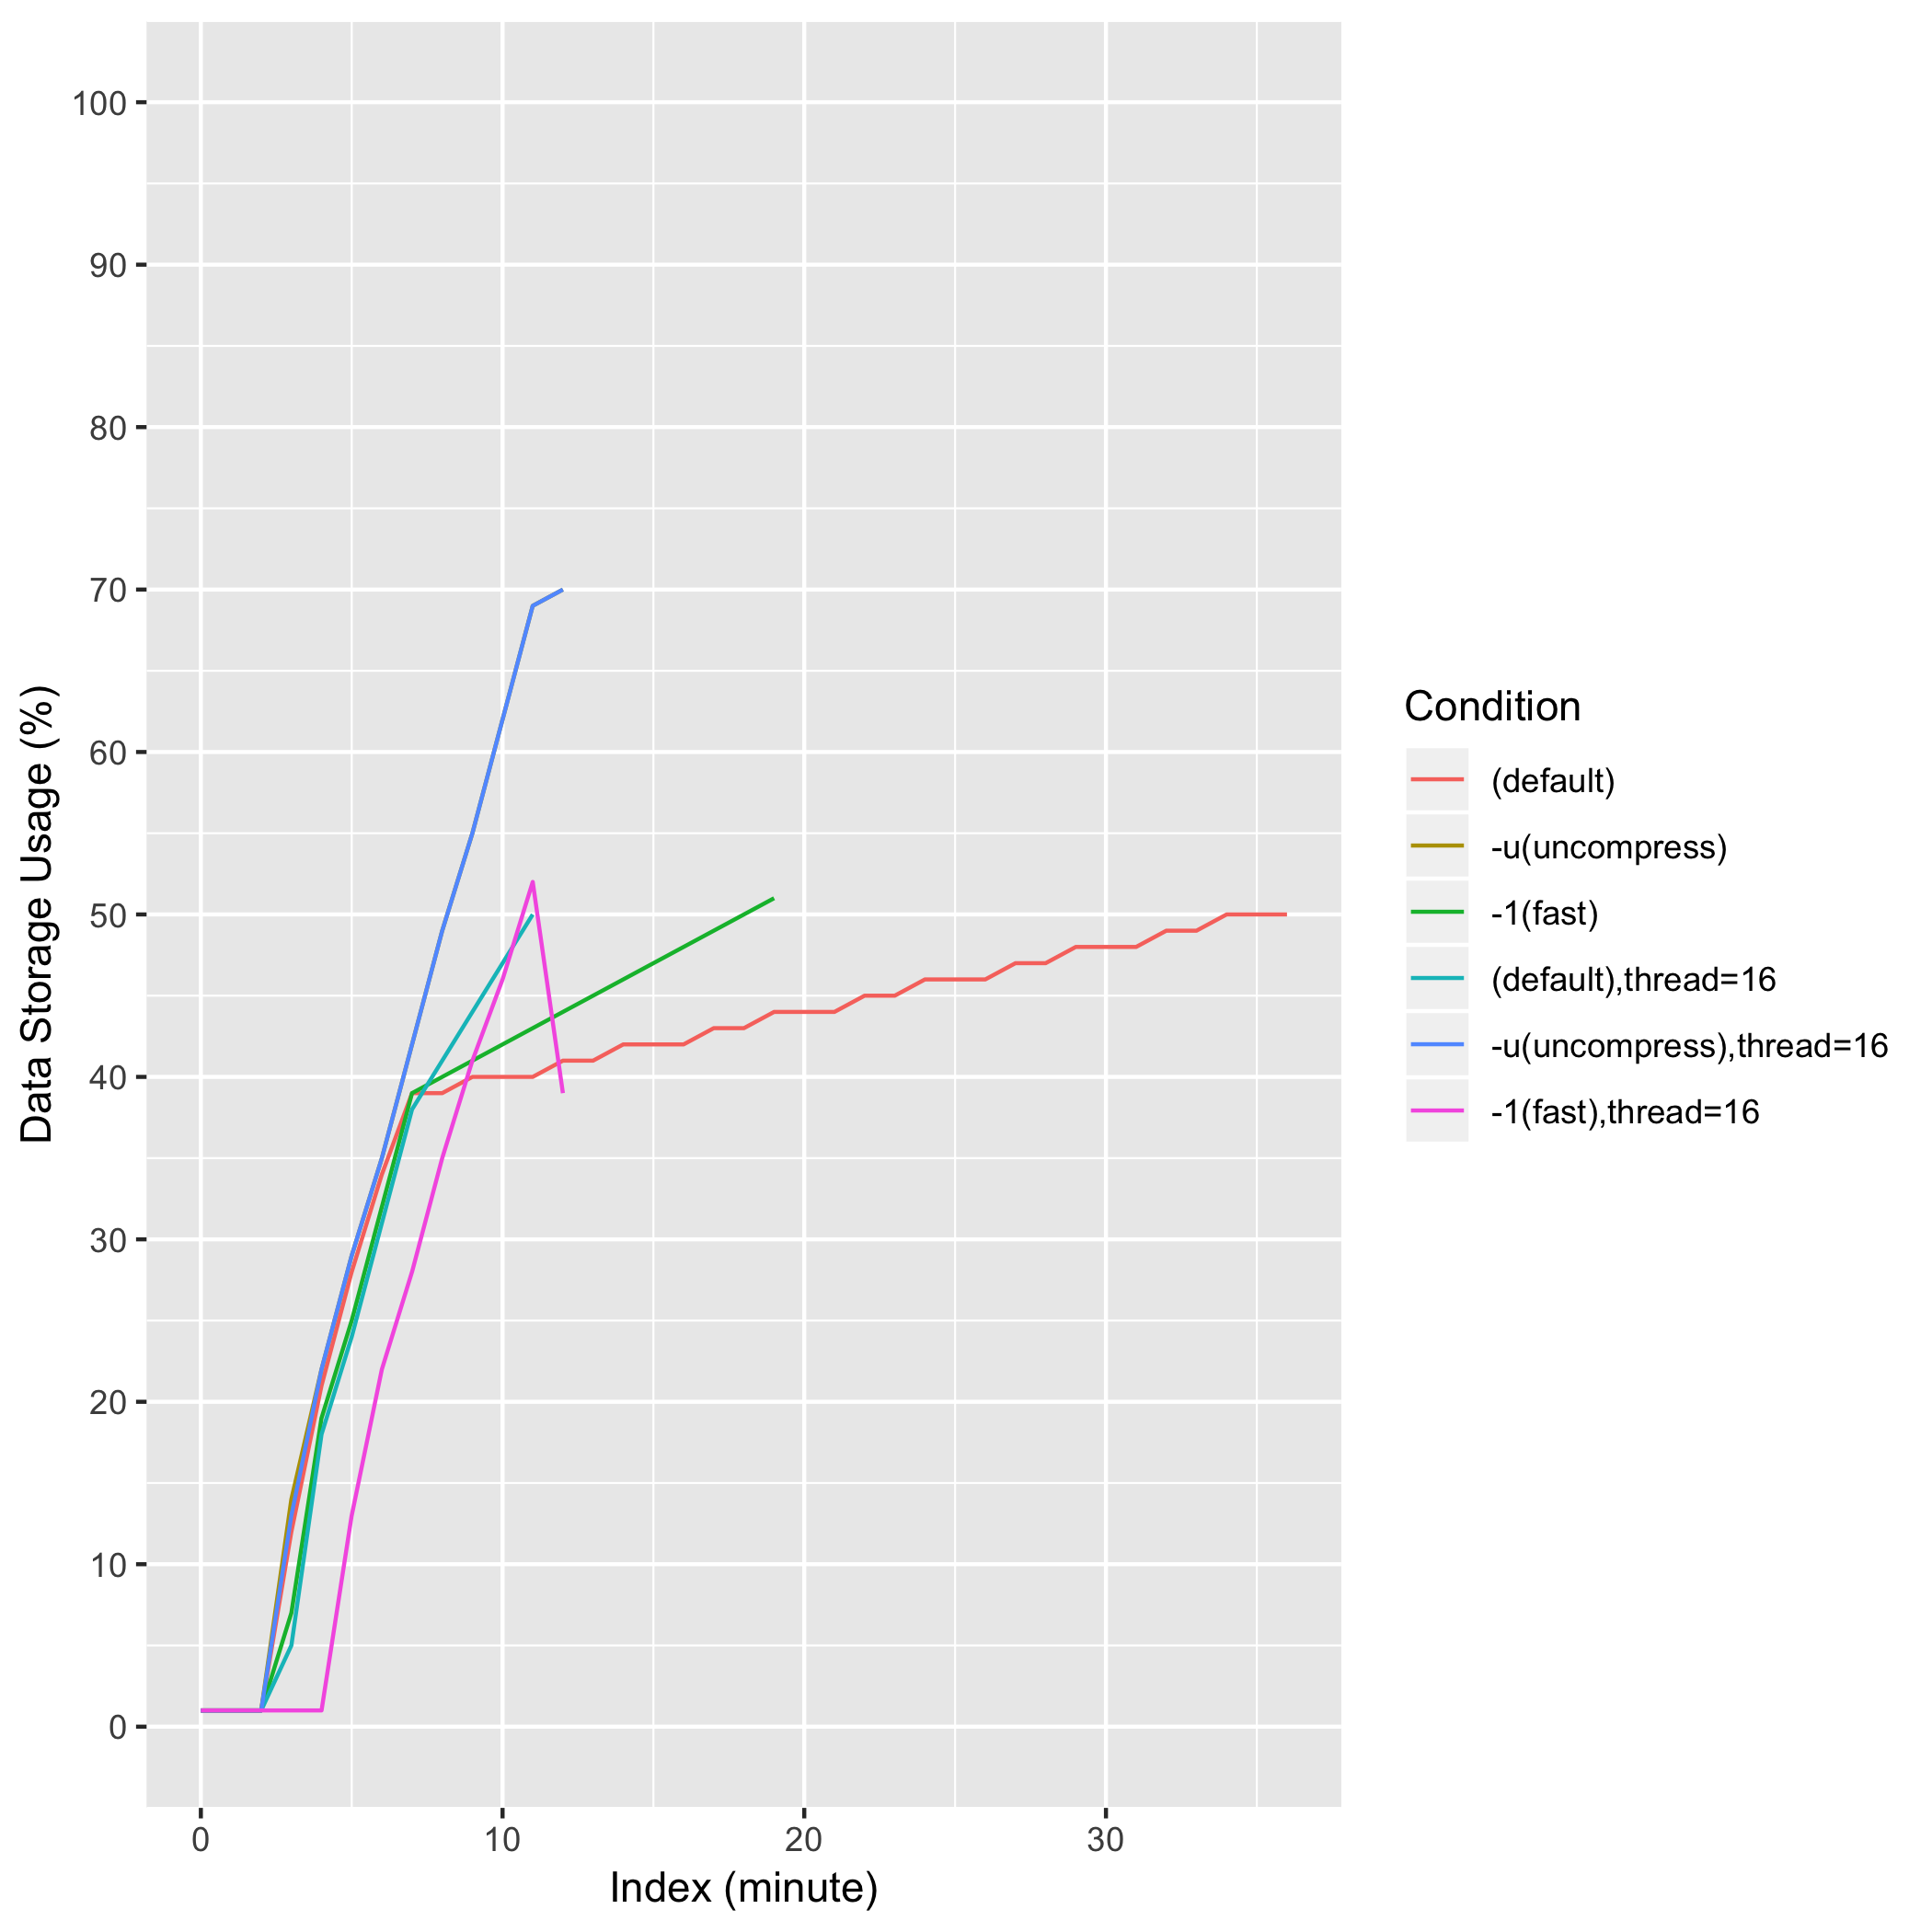 100
90
80
70
60
50
40
30
20
10
0
Data Storage Usage (%)
0 10 20 30
Index (minute)
Condition
(default)
-u(uncompress)
-1(fast)
(default),thread=16
-u(uncompress),thread=16
-1(fast),thread=16